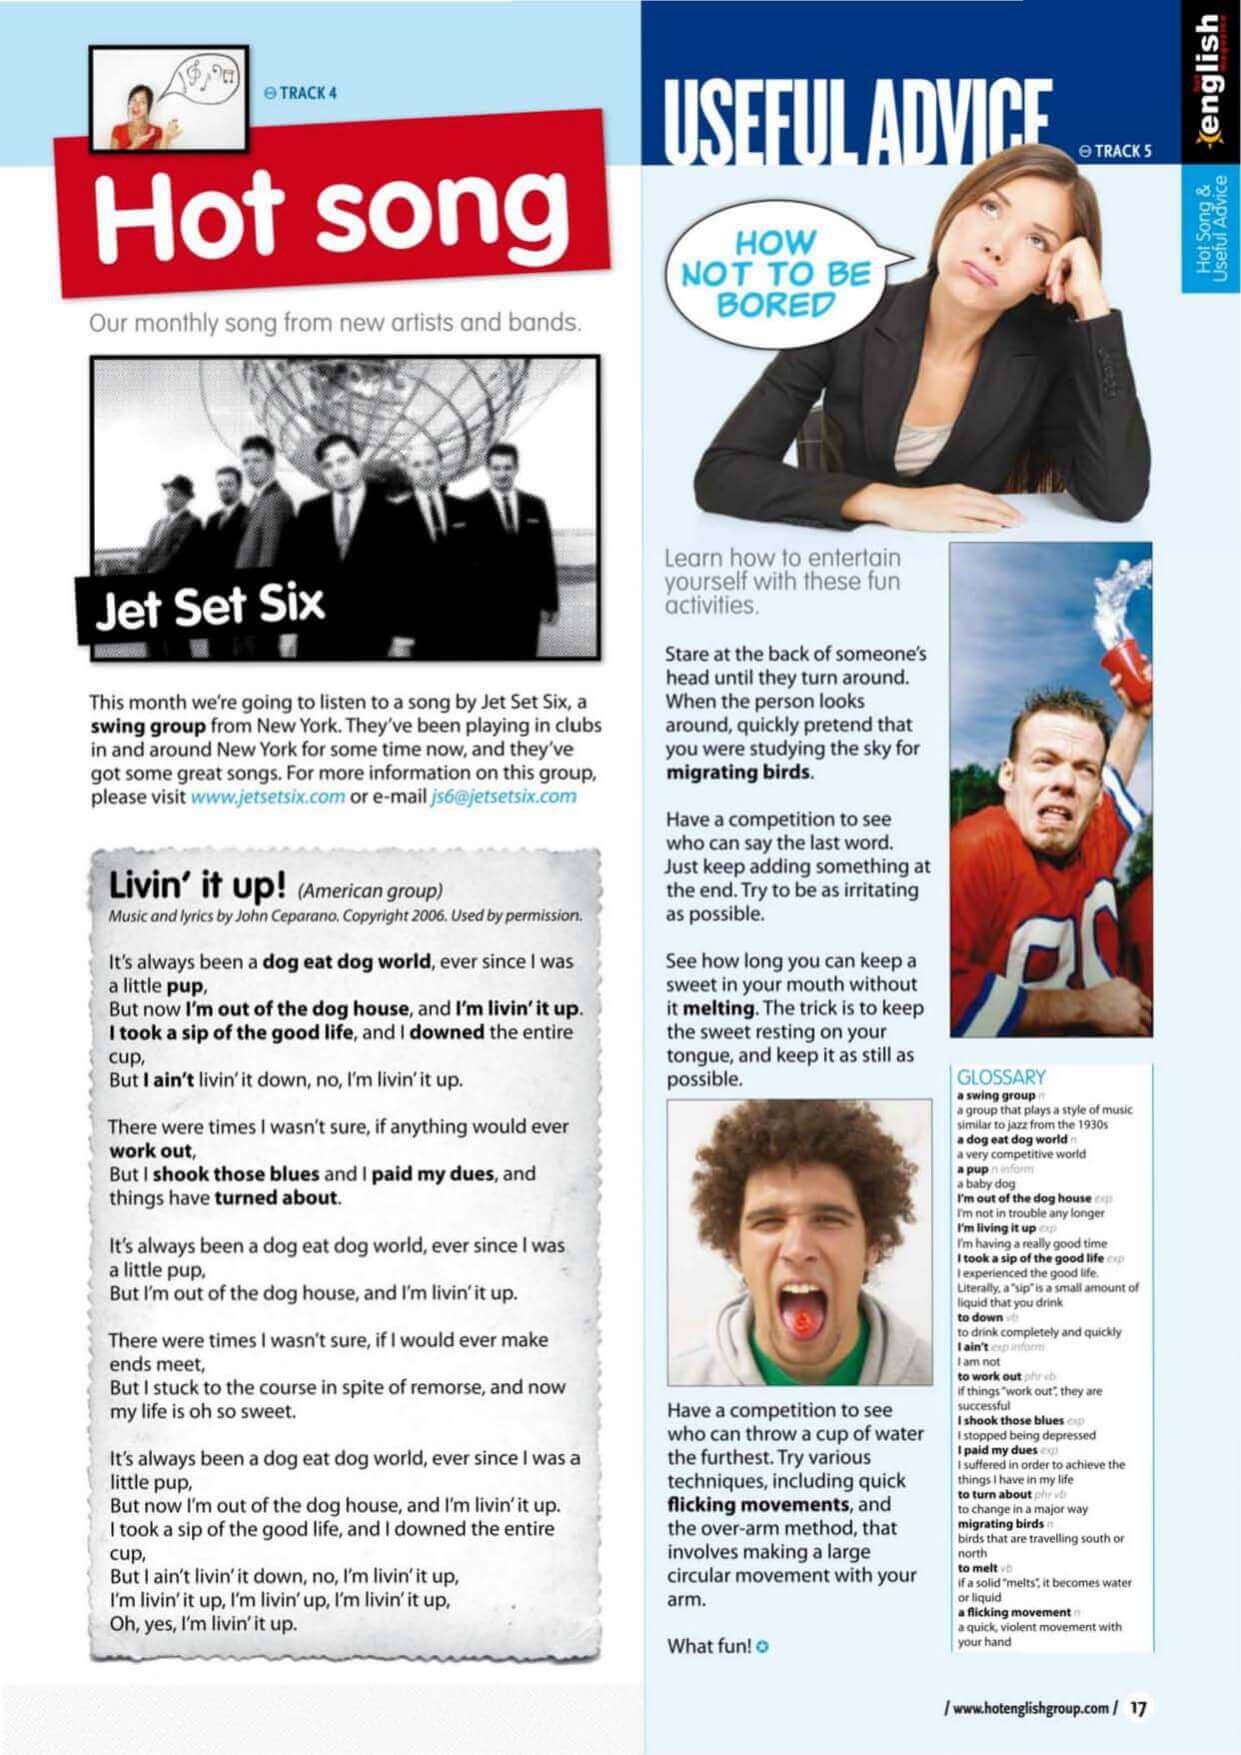 TRACK 4
Hot song
Our monthly song from new artists and bands.
Jet Set Six
This month we're going to listen to a song by Jet Set Six, a
swing group from New York. They've been playing in clubs
in and around New York for some time now, and they've
got some great songs. For more information on this group,
please visit www.jetsetsix.com or e-mail js6@jetsetsix.com
Livin' it up! (American group)
Music and lyrics by John Ceparano. Copyright 2006. Used by permission.
It's always been a dog eat dog world, ever since I was
a little pup,
But now I'm out of the dog house, and I'm livin' it up.
I took a sip of the good life, and I downed the entire
cup,
But I ain't livin' it down, no, I'm livin' it up.
There were times I wasn't sure, if anything would ever
work out,
But I shook those blues and I paid my dues, and
things have turned about.
It's always been a dog eat dog world, ever since I was
a little pup,
But I'm out of the dog house, and I'm livin' it up.
There were times I wasn't sure, if I would ever make
ends meet,
But I stuck to the course in spite of remorse, and now
my life is oh so sweet.
It's always been a dog eat dog world, ever since I was a
little pup,
But now I'm out of the dog house, and I'm livin' it up.
I took a sip of the good life, and I downed the entire
cup,
But I ain't livin' it down, no, I'm livin' it up,
I'm livin' it up, I'm livin' up, I'm livin' it up,
Oh, yes, I'm livin' it up.
USEFUL ADVICE
TRACK 5
HOW
NOT TO BE
BORED
Learn how to entertain
yourself with these fun
activities.
Stare at the back of someone's
head until they turn around.
When the person looks
around, quickly pretend that
you were studying the sky for
migrating birds.
Have a competition to see
who can say the last word.
Just keep adding something at
the end. Try to be as irritating
as possible.
See how long you can keep a
sweet in your mouth without
it melting. The trick is to keep
the sweet resting on your
tongue, and keep it as still as
possible.
Have a competition to see
who can throw a cup of water
the furthest. Try various
techniques, including quick
flicking movements, and
the over-arm method, that
involves making a large
circular movement with your
arm.
What fun!
GLOSSARY
a swing group n
a group that plays a style of music
similar to jazz from the 1930s
a dog eat dog world n
a very competitive world
a pup n inform
a baby dog
I'm out of the dog house exp
I'm not in trouble any longer
I'm living it up exp
I'm having a really good time
I took a sip of the good life exp
I experienced the good life.
Literally, a "sip" is a small amount of
liquid that you drink
to down vb
to drink completely and quickly
I ain't exp inform
I am not
to work out phr vb
if things "work out", they are
successful
I shook those blues exp
I stopped being depressed
I paid my dues exp
I suffered in order to achieve the
things I have in my life
to turn about phr vb
to change in a major way
migrating birds n
birds that are travelling south or
north
to melt vb
if a solid "melts", it becomes water
or liquid
a flicking movement n
a quick, violent movement with
your hand
hot english magazine
Hot Song &
Useful Advice
/ www.hotenglishgroup.com / 17